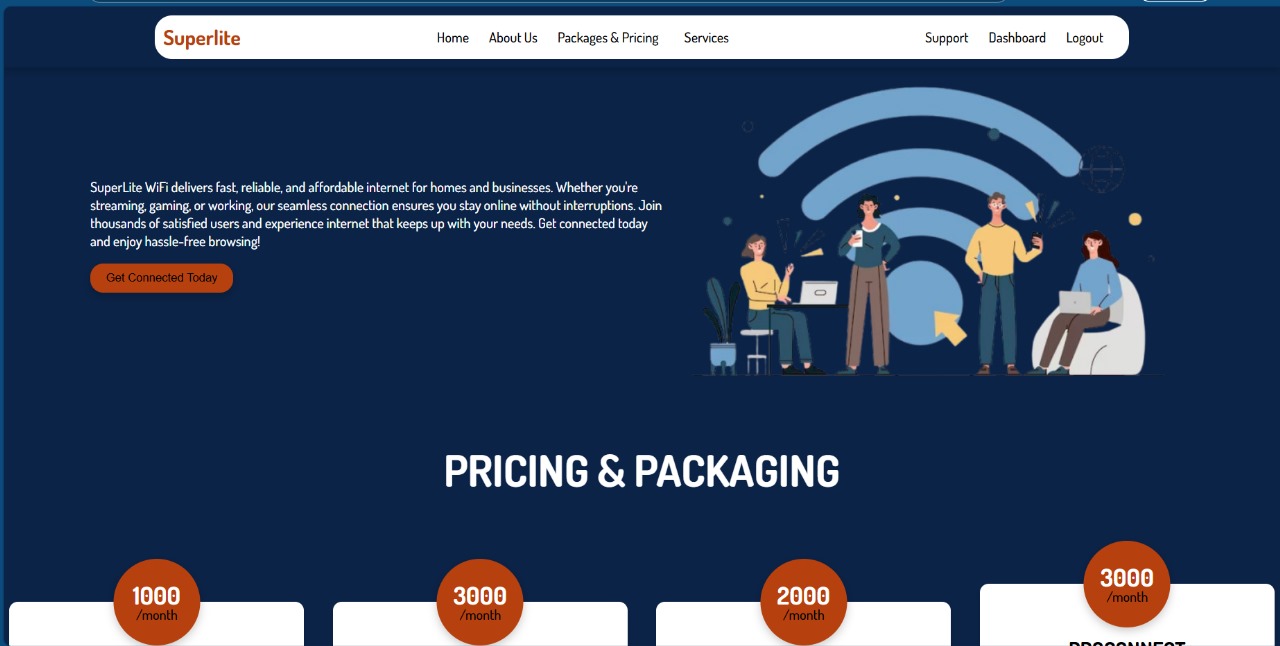 Superlite
Home About Us Packages & Pricing Services Support Dashboard Logout
SuperLite WiFi delivers fast, reliable, and affordable internet for homes and businesses. Whether you're
streaming, gaming, or working, our seamless connection ensures you stay online without interruptions. Join
thousands of satisfied users and experience internet that keeps up with your needs. Get connected today
and enjoy hassle-free browsing!
Get Connected Today
PRICING & PACKAGING
1000
/month
3000
/month
2000
/month
3000
/month
PROCONNECT